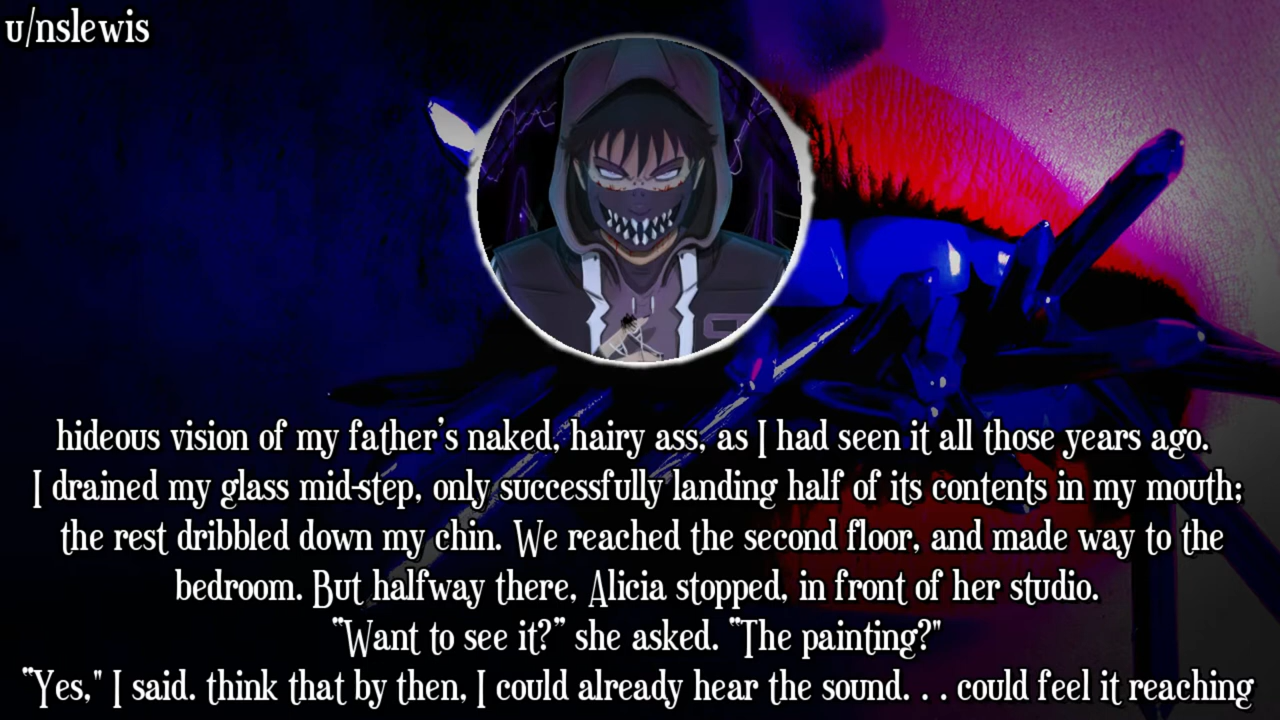 u/nslewis
hideous vision of my father's naked, hairy ass, as I had seen it all those years ago.
I drained my glass mid-step, only successfully landing half of its contents in my mouth;
the rest dribbled down my chin. We reached the second floor, and made way to the
bedroom. But halfway there, Alicia stopped, in front of her studio.
“Want to see it?” she asked. “The painting?"
“Yes," I said. think that by then, I could already hear the sound. . . could feel it reaching